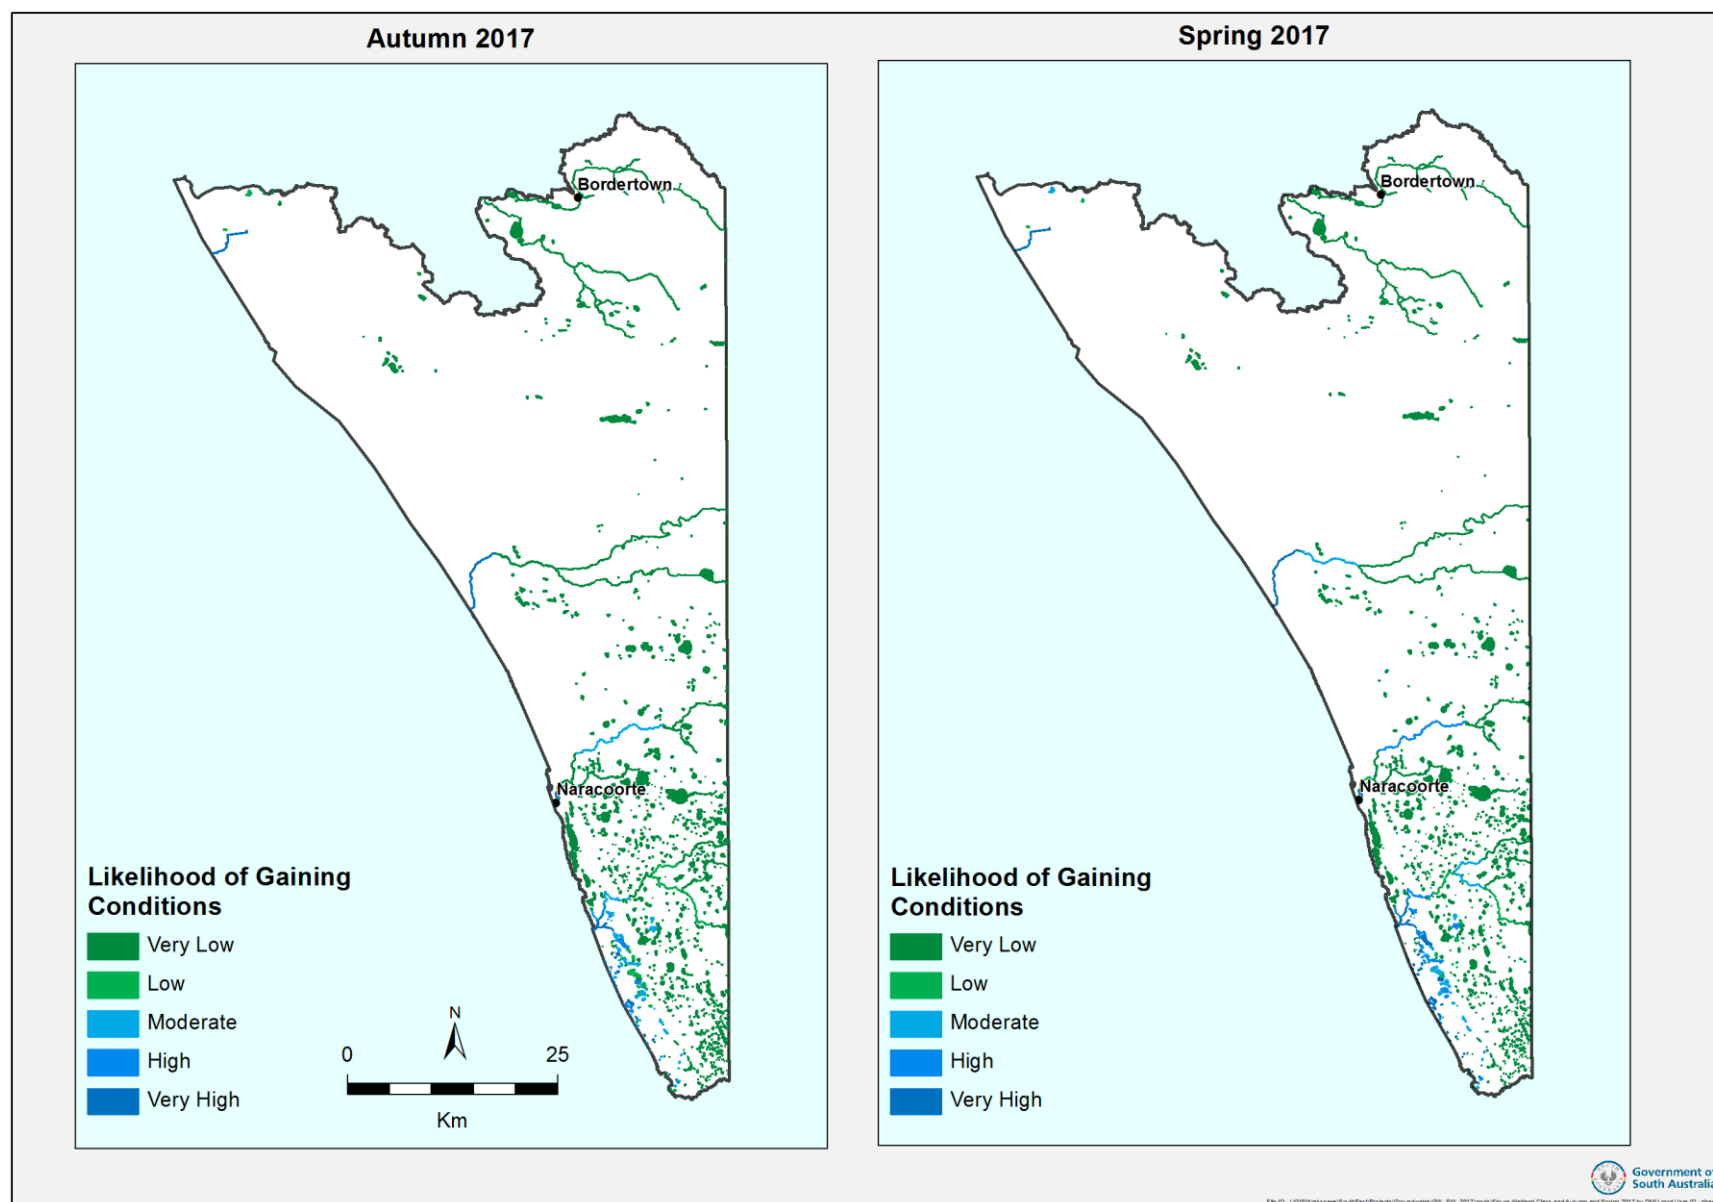 Autumn 2017
Spring 2017
Bordertown
Naracoorte
Likelihood of Gaining
Conditions
Very Low
Low
Moderate
High
Very High
N
0 25
Km
Bordertown
Naracoorte
Likelihood of Gaining
Conditions
Very Low
Low
Moderate
High
Very High
Government of
South Australia